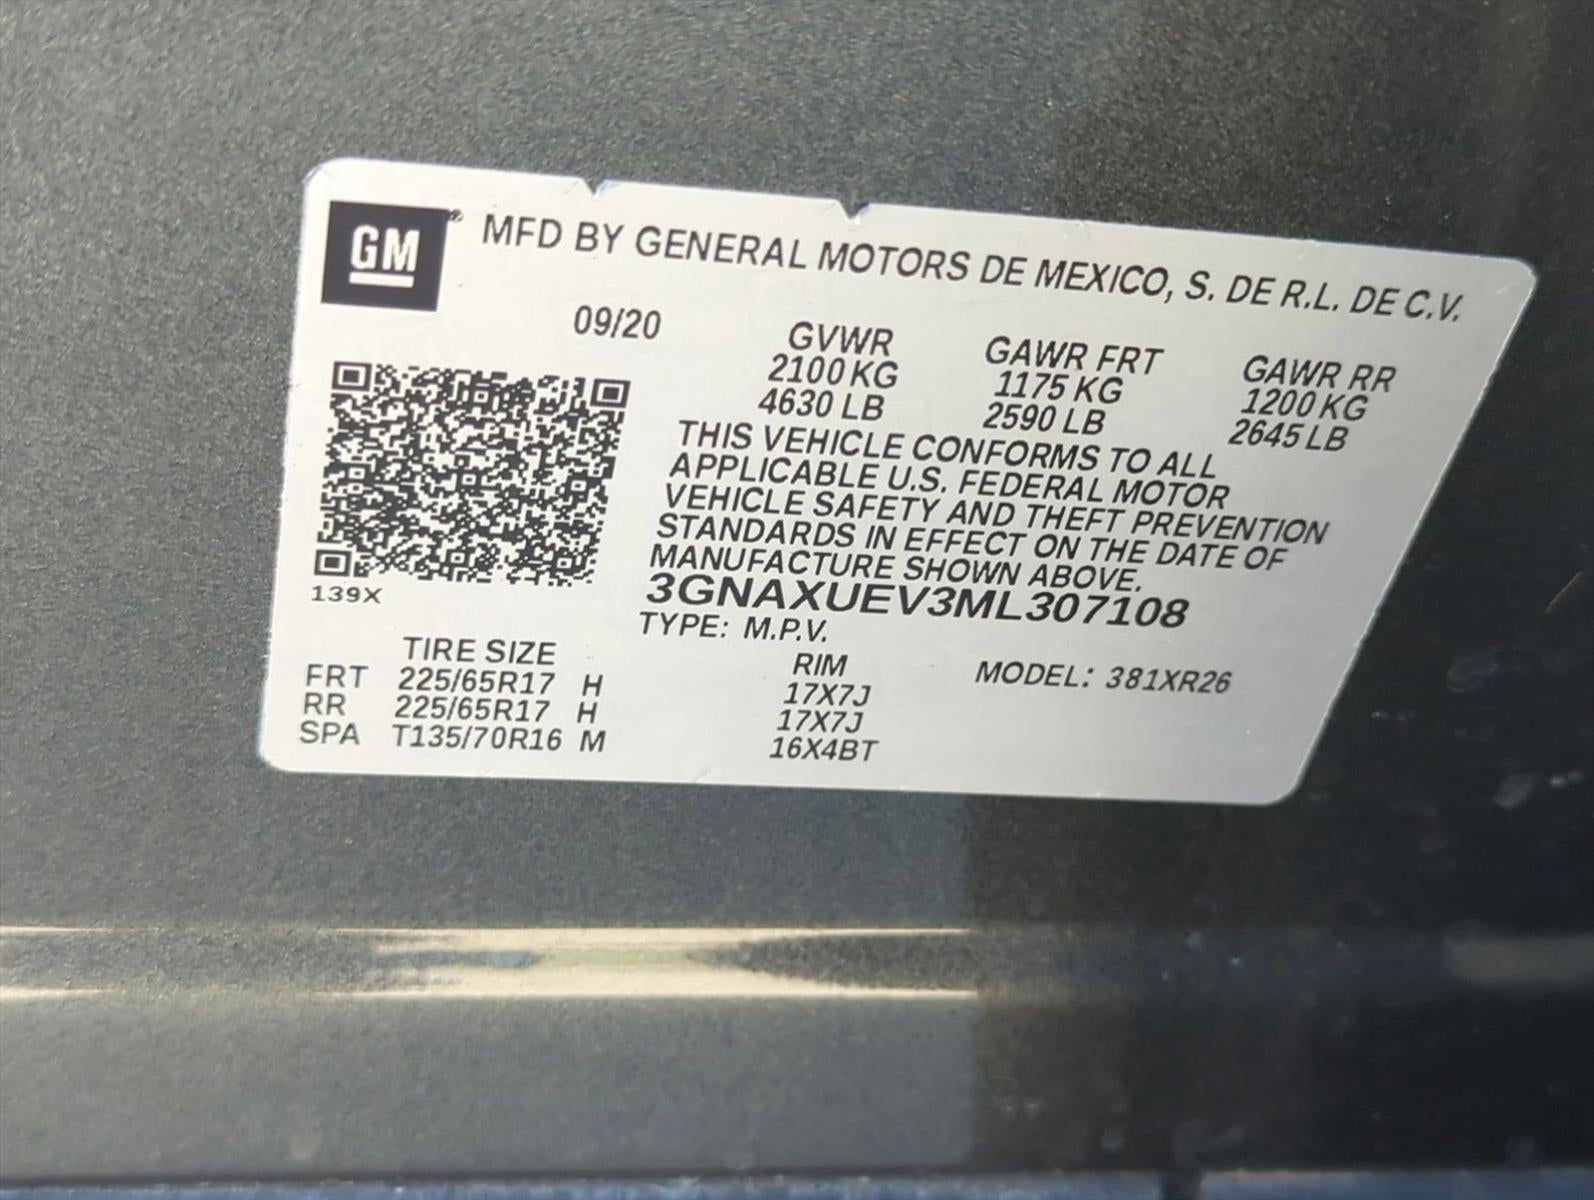 GM ® MFD BY GENERAL MOTORS DE MEXICO, S. DE R.L. DE C.V.
09/20 GVWR GAWR FRT GAWR RR
2100 KG 1175 KG 1200 KG
4630 LB 2590 LB 2645 LB
THIS VEHICLE CONFORMS TO ALL
APPLICABLE U.S. FEDERAL MOTOR
VEHICLE SAFETY AND THEFT PREVENTION
STANDARDS IN EFFECT ON THE DATE OF
MANUFACTURE SHOWN ABOVE.
139X 3GNAXUEV3ML307108
TYPE: M.P.V. MODEL: 381XR26
TIRE SIZE RIM
FRT 225/65R17 H 17X7J
RR 225/65R17 H 17X7J
SPA T135/70R16 M 16X4BT